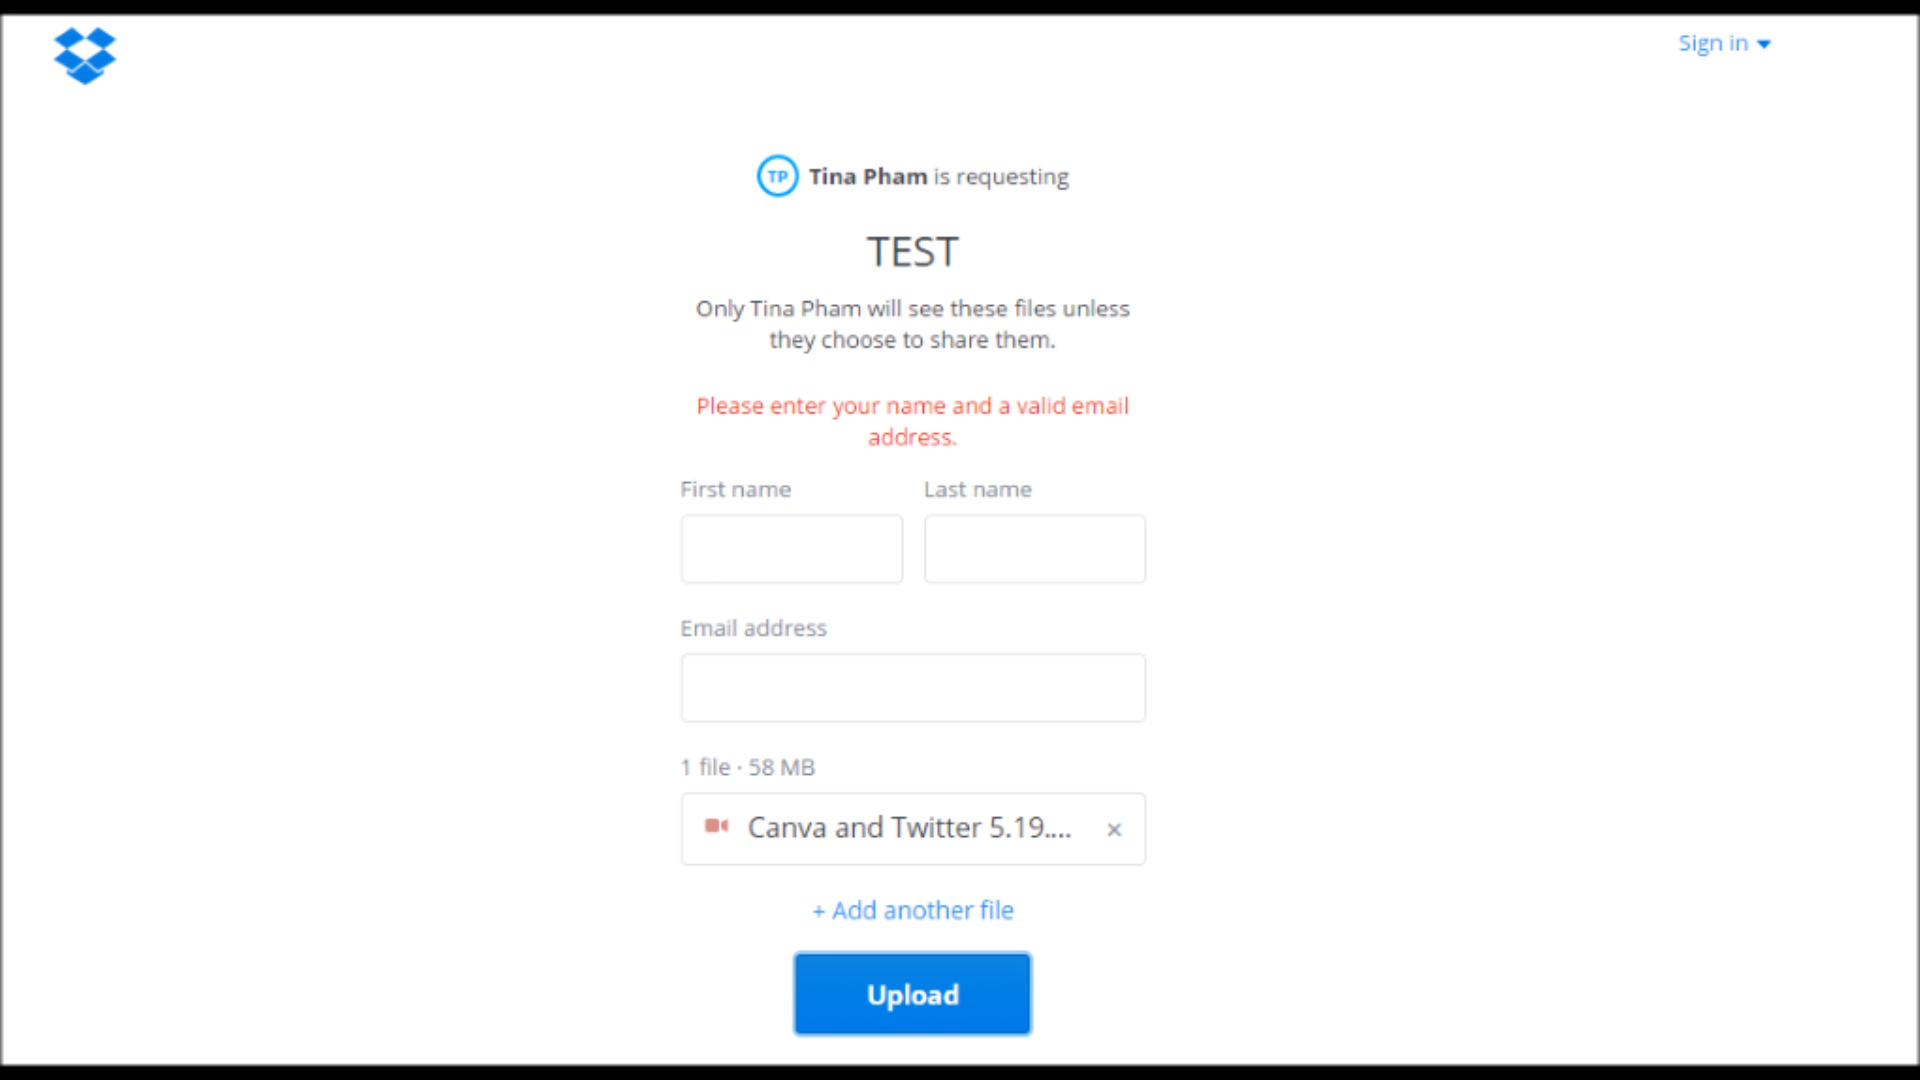 Sign in
TP Tina Pham is requesting
TEST
Only Tina Pham will see these files unless
they choose to share them.
Please enter your name and a valid email
address.
First name Last name
Email address
1 file · 58 MB
Canva and Twitter 5.19.... ×
+ Add another file
Upload